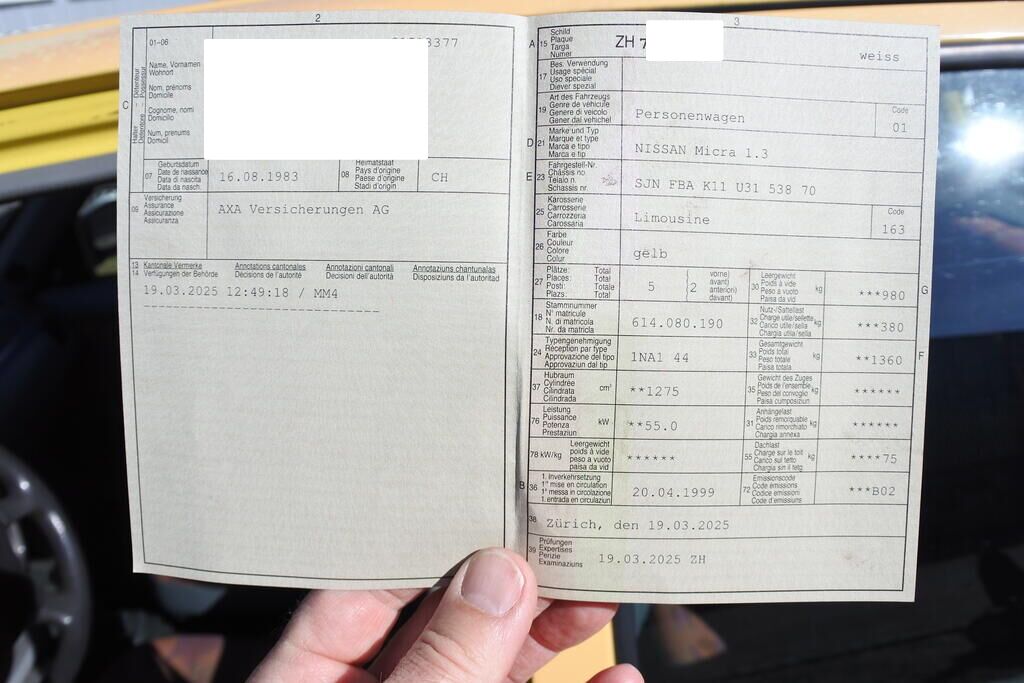 2
01-06
3377
C
Halter Détenteur
Detentore Possessur
Name, Vornamen
Wohnort
Nom, prénoms
Domicile
Cognome, nomi
Domicilio
Num, prenums
Domicil
07
Geburtsdatum
Date de naissance
Data di nascita
Data da nasch.
16.08.1983
08
Heimatstaat
Pays d'origine
Paese d'origine
Stadi d'origin
CH
09
Versicherung
Assurance
Assicurazione
Assicuranza
AXA Versicherungen AG
13
14
Kantonale Vermerke
Verfügungen der Behörde
Annotations cantonales
Décisions de l'autorité
Annotazioni cantonali
Decisioni dell'autorità
Annotaziuns chantunalas
Disposiziuns da l'autoritad
19.03.2025 12:49:18 / MM4
3
A
15
Schild
Plaque
Targa
Numer
ZH 7
weiss
17
Bes. Verwendung
Usage spécial
Uso speciale
Diever spezial
19
Art des Fahrzeugs
Genre de véhicule
Genere di veicolo
Gener dal vehichel
Personenwagen
Code
01
D
21
Marke und Typ
Marque et type
Marca e tipo
Marca e tip
NISSAN Micra 1.3
E
23
Fahrgestell-Nr.
Châssis no
Telaio n.
Schassis nr.
SJN FBA K11 U31 538 70
25
Karosserie
Carrosserie
Carrozzeria
Carossaria
Limousine
Code
163
26
Farbe
Couleur
Colore
Colur
gelb
27
Plätze: Total
Places: Total
Posti: Totale
Plazs: Total
5
2
vorne)
avant)
anteriori)
davant)
30
Leergewicht
Poids à vide
Peso a vuoto
Paisa da vid
kg
***980
G
18
Stammnummer
N° matricule
N. di matricola
Nr. da matricla
614.080.190
32
Nutz-/Sattellast
Charge utile/sellette
Carico utile/sella
Chargia utila/sella
kg
***380
24
Typengenehmigung
Réception par type
Approvazione del tipo
Approvaziun dal tip
1NA1 44
33
Gesamtgewicht
Poids total
Peso totale
Paisa totala
kg
**1360
F
37
Hubraum
Cylindrée
Cilindrata
Cilindrada
cm³
**1275
35
Gewicht des Zuges
Poids de l'ensemble
Peso del convoglio
Paisa cumposiziun
kg
******
76
Leistung
Puissance
Potenza
Prestaziun
kW
**55.0
31
Anhängelast
Poids remorquable
Carico rimorchiato
Chargia annexa
kg
******
78 kW/kg
Leergewicht
poids à vide
peso a vuoto
paisa da vid
******
55
Dachlast
Charge sur le toit
Carico sul tetto
Chargia sin il tetg
kg
****75
B
36
1. Inverkehrsetzung
1re mise en circulation
1a messa in circolazione
1. entrada en circulaziun
20.04.1999
72
Emissionscode
Code émissions
Codice emissioni
Code d'emissiuns
***B02
38
Zürich, den 19.03.2025
39
Prüfungen
Expertises
Perizie
Examinaziuns
19.03.2025 ZH